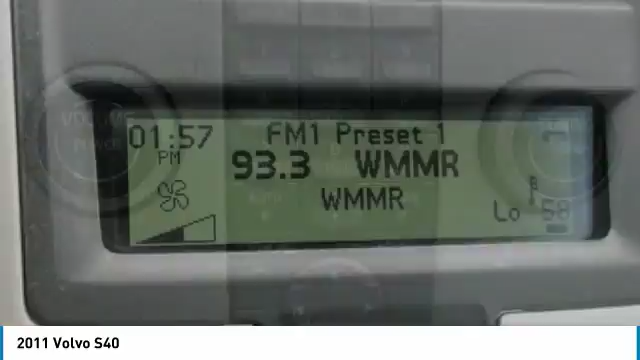 01:57 FM1 Preset 1
PM 93.3 WMMR
WMMR
Lo 58
2011 Volvo S40